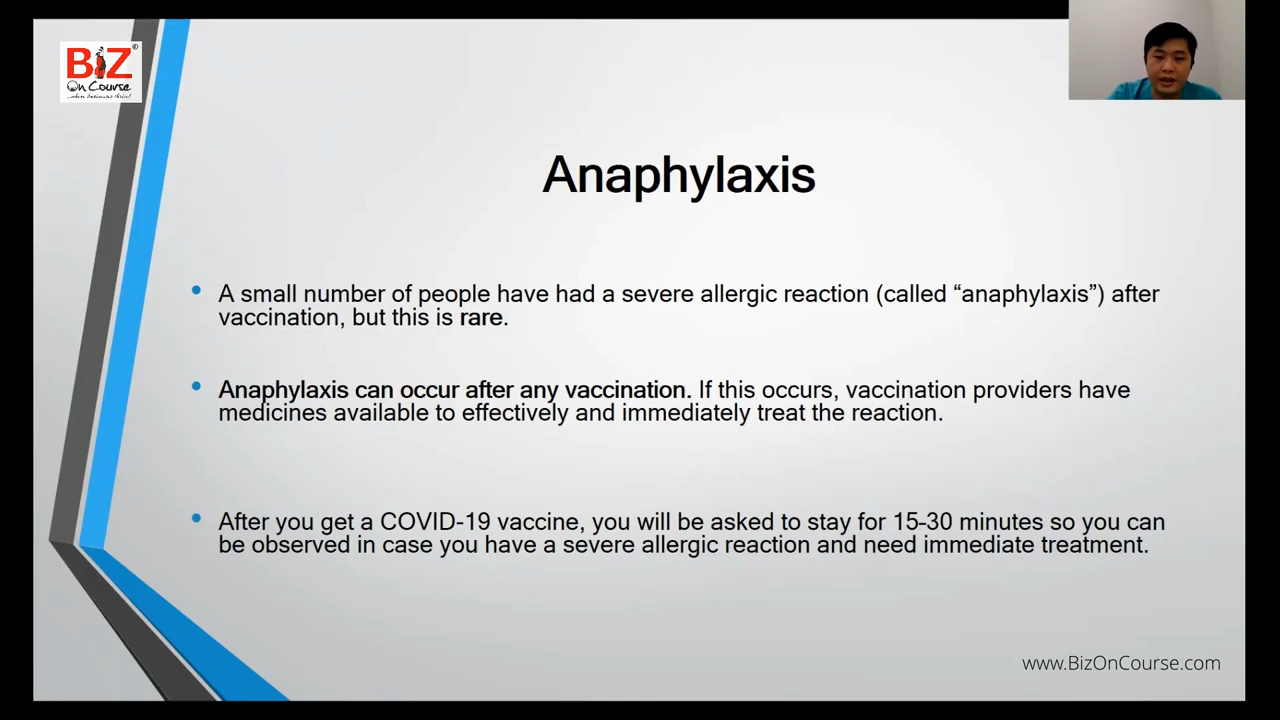 BiZ
On Course
Anaphylaxis
A small number of people have had a severe allergic reaction (called “anaphylaxis”) after
vaccination, but this is rare.
Anaphylaxis can occur after any vaccination. If this occurs, vaccination providers have
medicines available to effectively and immediately treat the reaction.
After you get a COVID-19 vaccine, you will be asked to stay for 15-30 minutes so you can
be observed in case you have a severe allergic reaction and need immediate treatment.
www.BizOnCourse.com